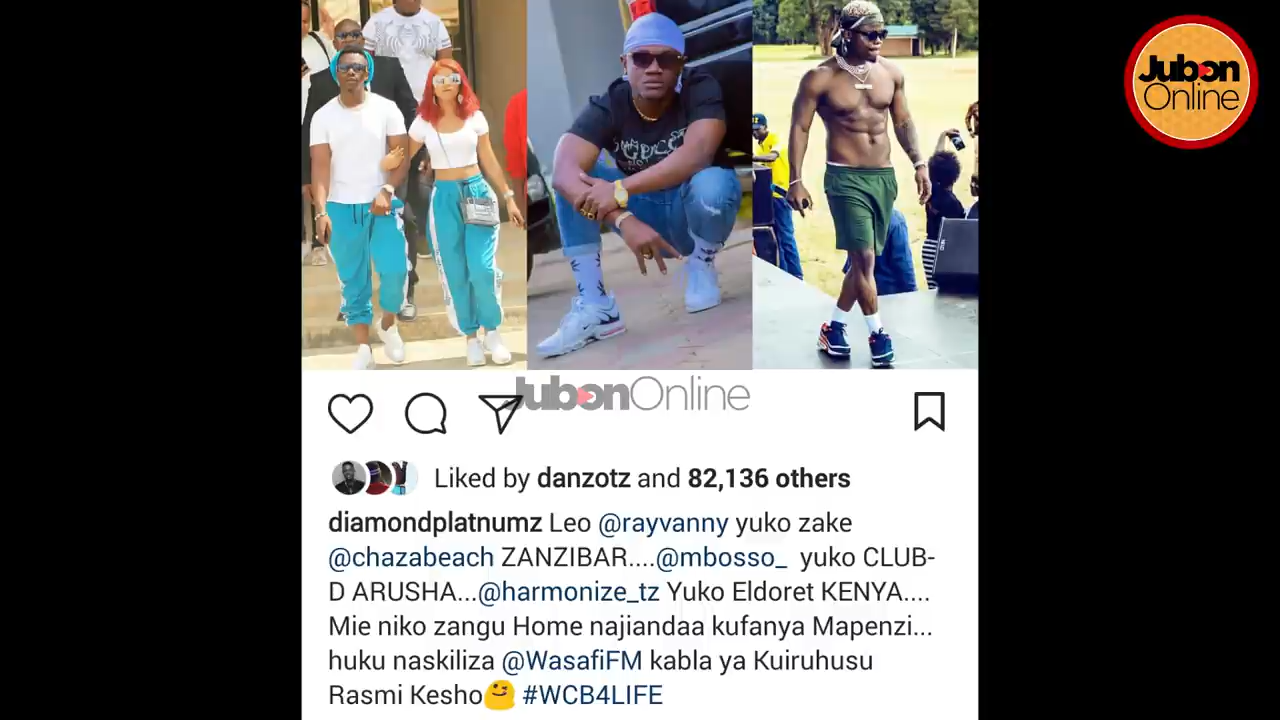 Jubon
Online
JubonOnline
Liked by danzotz and 82,136 others
diamondplatnumz Leo @rayvanny yuko zake
@chazabeach ZANZIBAR....@mbosso_ yuko CLUB-
D ARUSHA...@harmonize_tz Yuko Eldoret KENYA....
Mie niko zangu Home najiandaa kufanya Mapenzi...
huku naskiliza @WasafiFM kabla ya Kuiruhusu
Rasmi Kesho😋 #WCB4LIFE